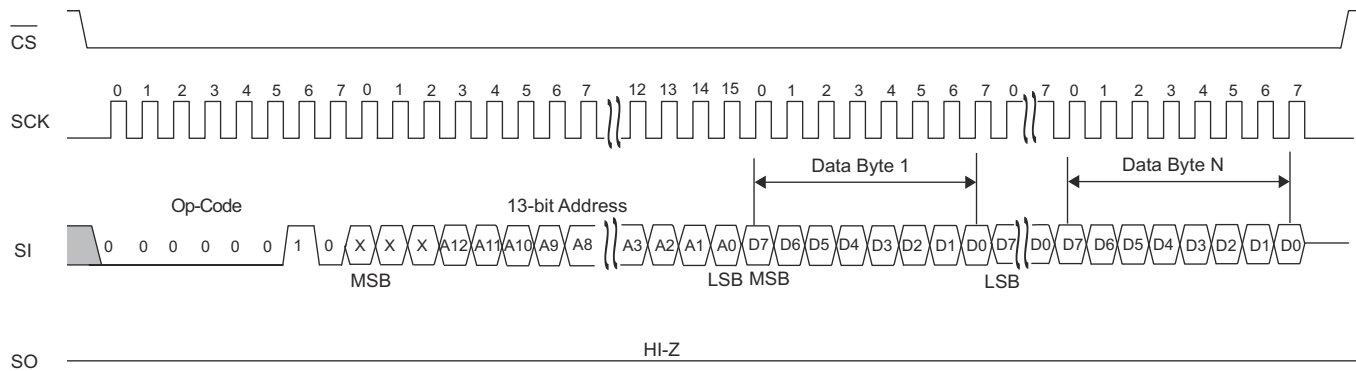 CS
0 1 2 3 4 5 6 7 0 1 2 3 4 5 6 7 12 13 14 15 0 1 2 3 4 5 6 7 0 7 0 1 2 3 4 5 6 7
SCK
Data Byte 1 Data Byte N
Op-Code 13-bit Address
SI 0 0 0 0 0 0 1 0 X X X A12 A11 A10 A9 A8 A3 A2 A1 A0 D7 D6 D5 D4 D3 D2 D1 D0 D7 D0 D7 D6 D5 D4 D3 D2 D1 D0
MSB LSB MSB LSB
HI-Z
SO